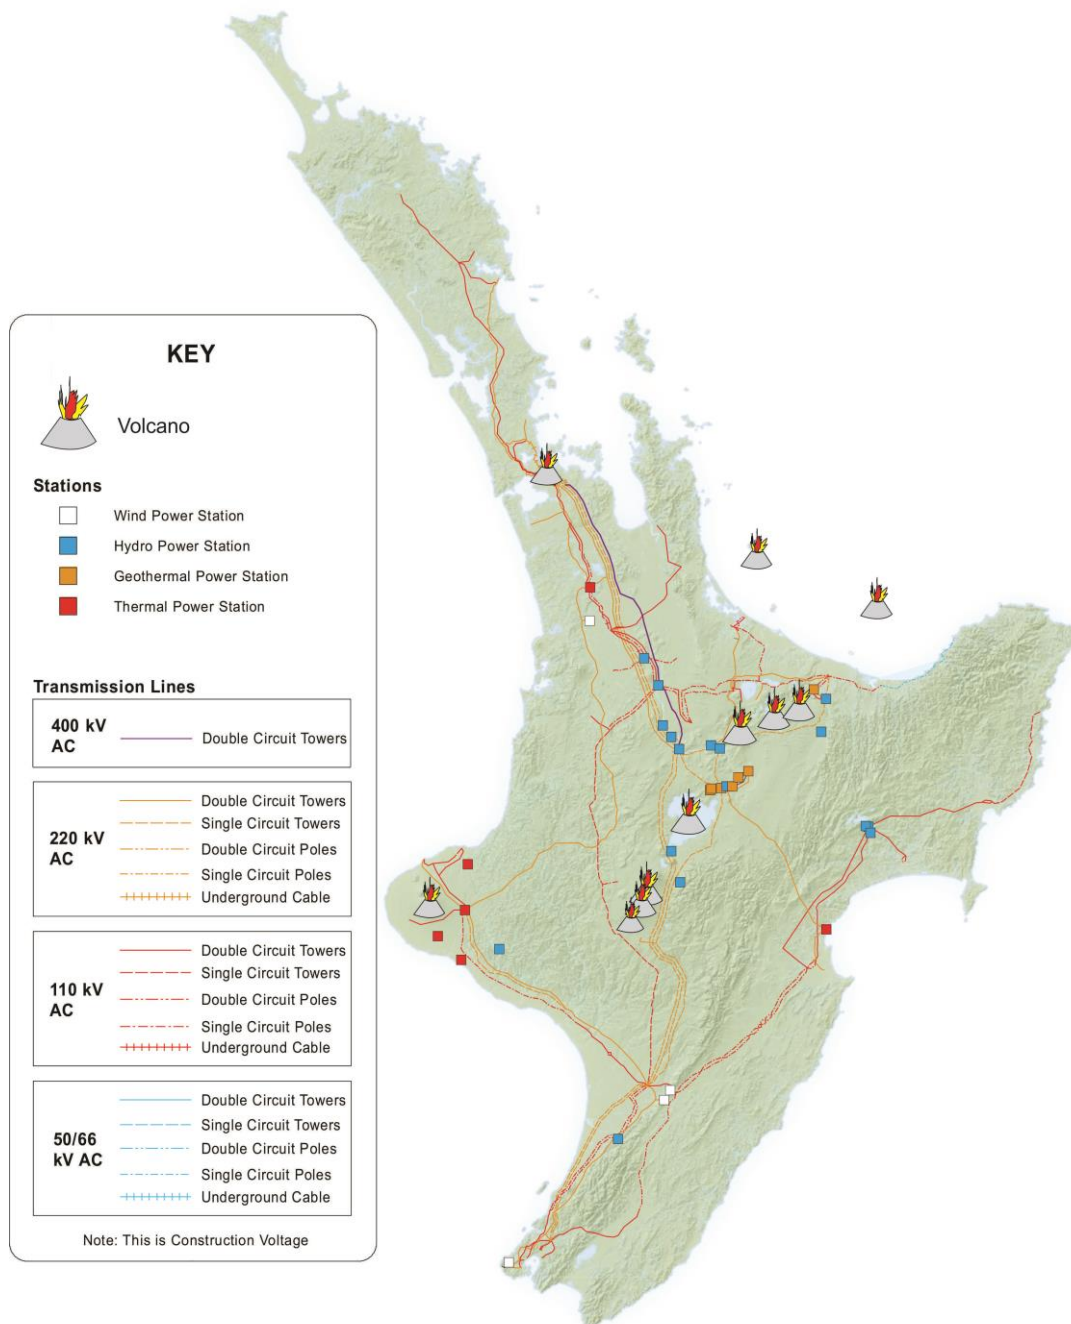 KEY
Volcano
Stations
Wind Power Station
Hydro Power Station
Geothermal Power Station
Thermal Power Station
Transmission Lines
400 kV
AC
Double Circuit Towers
220 kV
AC
Double Circuit Towers
Single Circuit Towers
Double Circuit Poles
Single Circuit Poles
Underground Cable
110 kV
AC
Double Circuit Towers
Single Circuit Towers
Double Circuit Poles
Single Circuit Poles
Underground Cable
50/66
kV AC
Double Circuit Towers
Single Circuit Towers
Double Circuit Poles
Single Circuit Poles
Underground Cable
Note: This is Construction Voltage